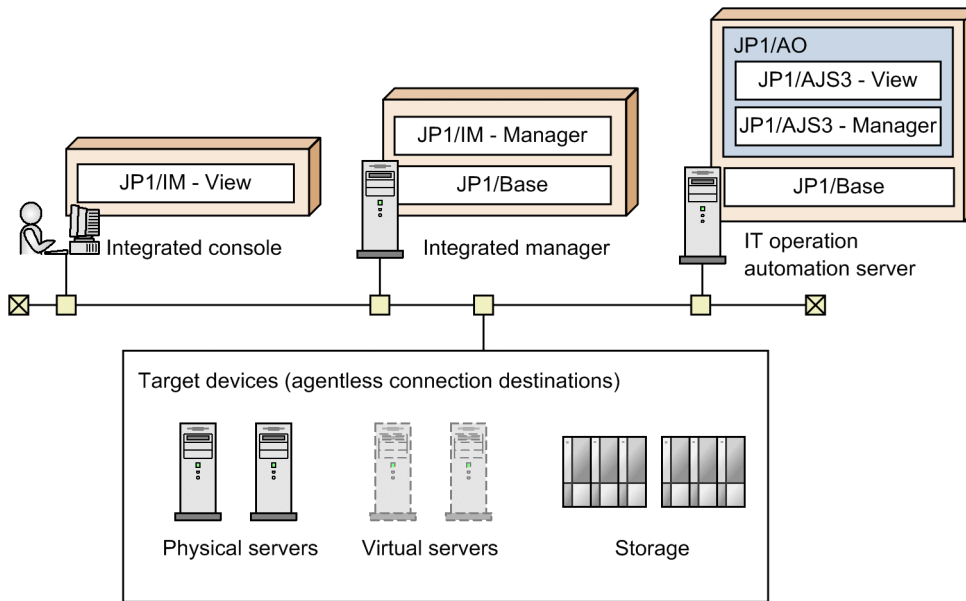 JP1/IM - View
Integrated console
JP1/IM - Manager
JP1/Base
Integrated manager
JP1/AO
JP1/AJS3 - View
JP1/AJS3 - Manager
JP1/Base
IT operation
automation server
Target devices (agentless connection destinations)
Physical servers
Virtual servers
Storage